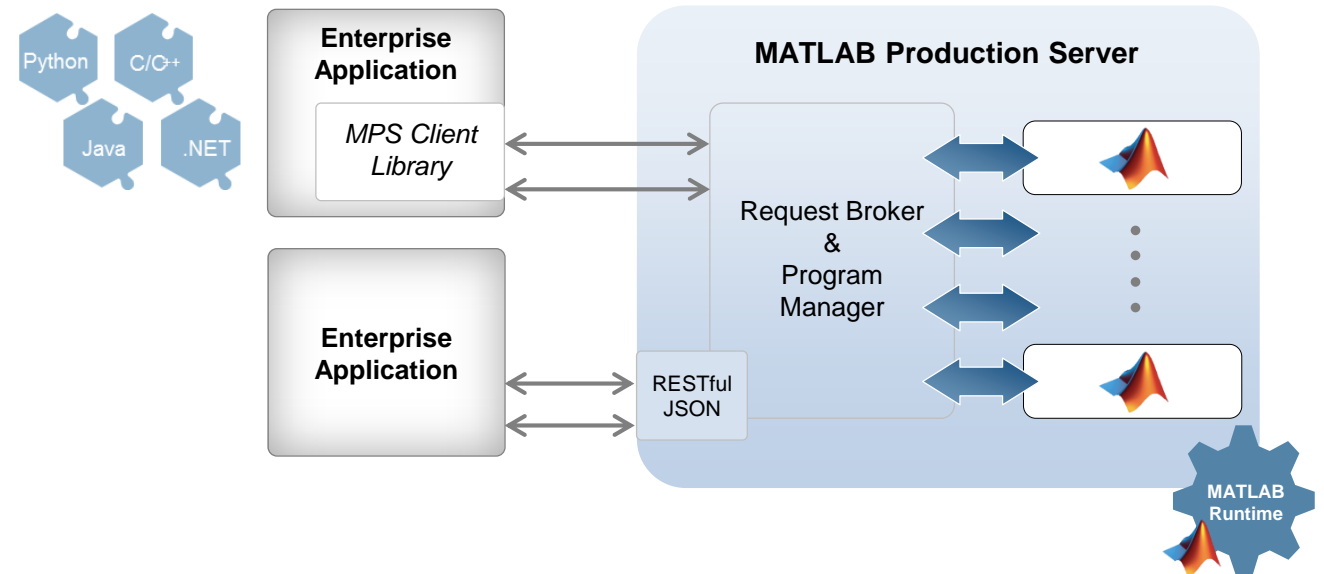 Python
C/C++
Java
.NET
Enterprise
Application
MPS Client
Library
Enterprise
Application
MATLAB Production Server
Request Broker
&
Program
Manager
RESTful
JSON
MATLAB
Runtime